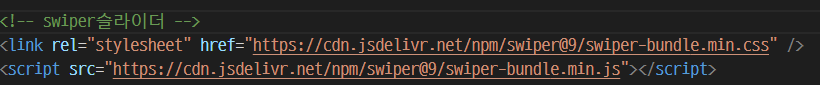 <!-- swiper슬라이더 -->
<link rel="stylesheet" href="https://cdn.jsdelivr.net/npm/swiper@9/swiper-bundle.min.css" />
<script src="https://cdn.jsdelivr.net/npm/swiper@9/swiper-bundle.min.js"></script>